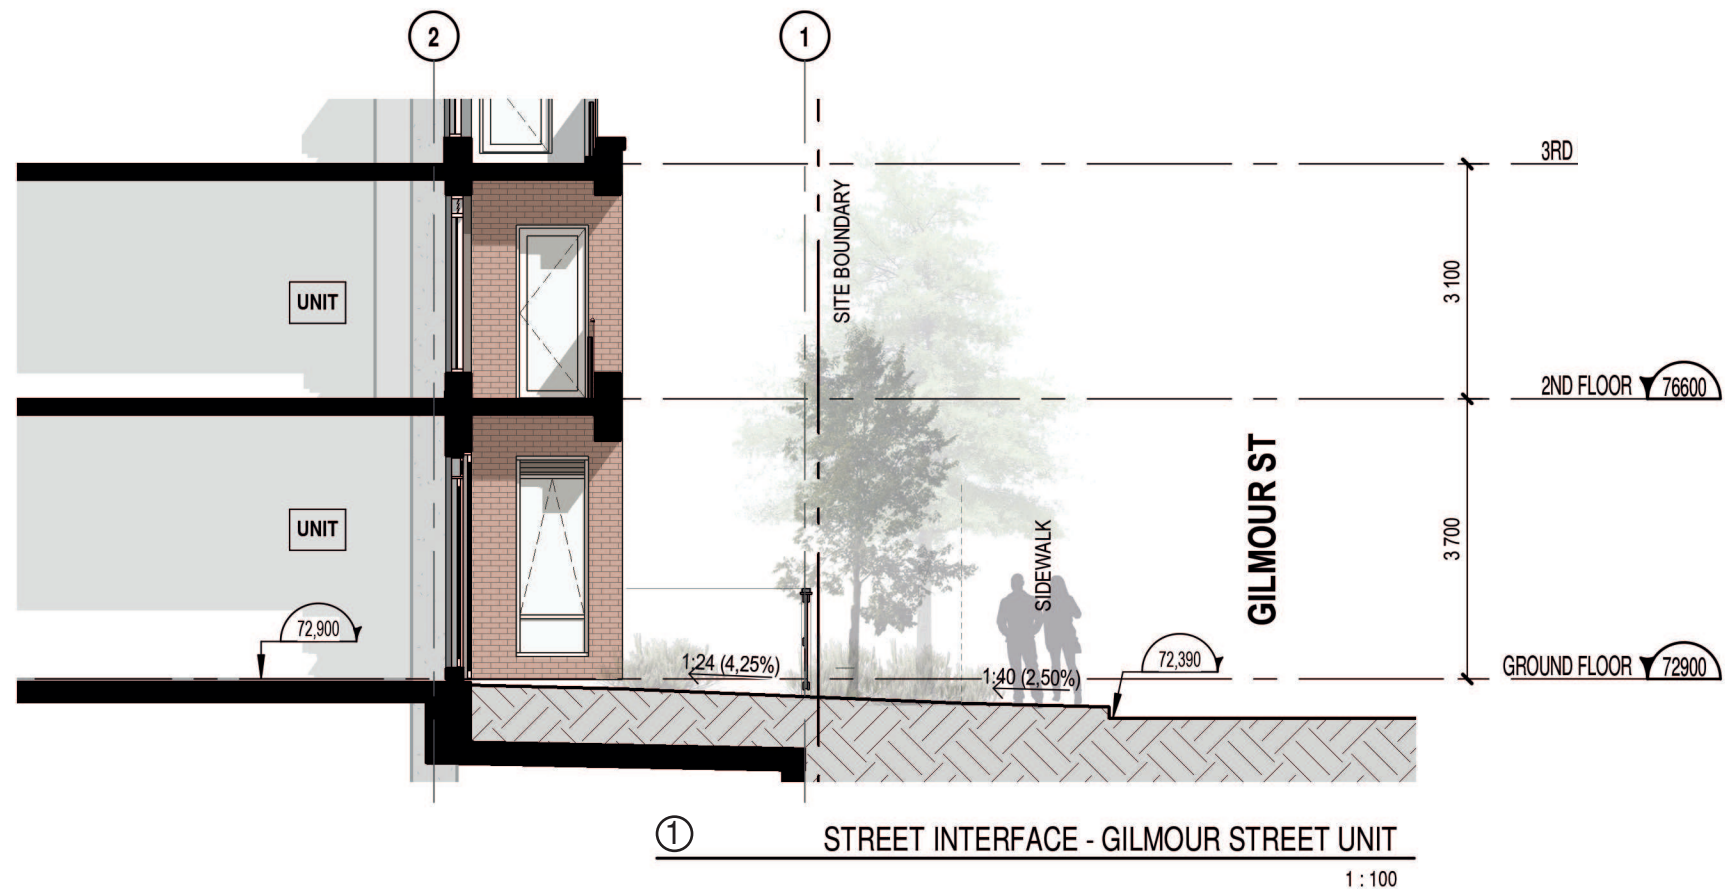 2
1
3RD
SITE BOUNDARY
3 100
UNIT
2ND FLOOR
76600
GILMOUR ST
UNIT
3 700
SIDEWALK
72,900
72,390
1:24 (4,25%)
1:40 (2,50%)
GROUND FLOOR
72900
1
STREET INTERFACE - GILMOUR STREET UNIT
1 : 100